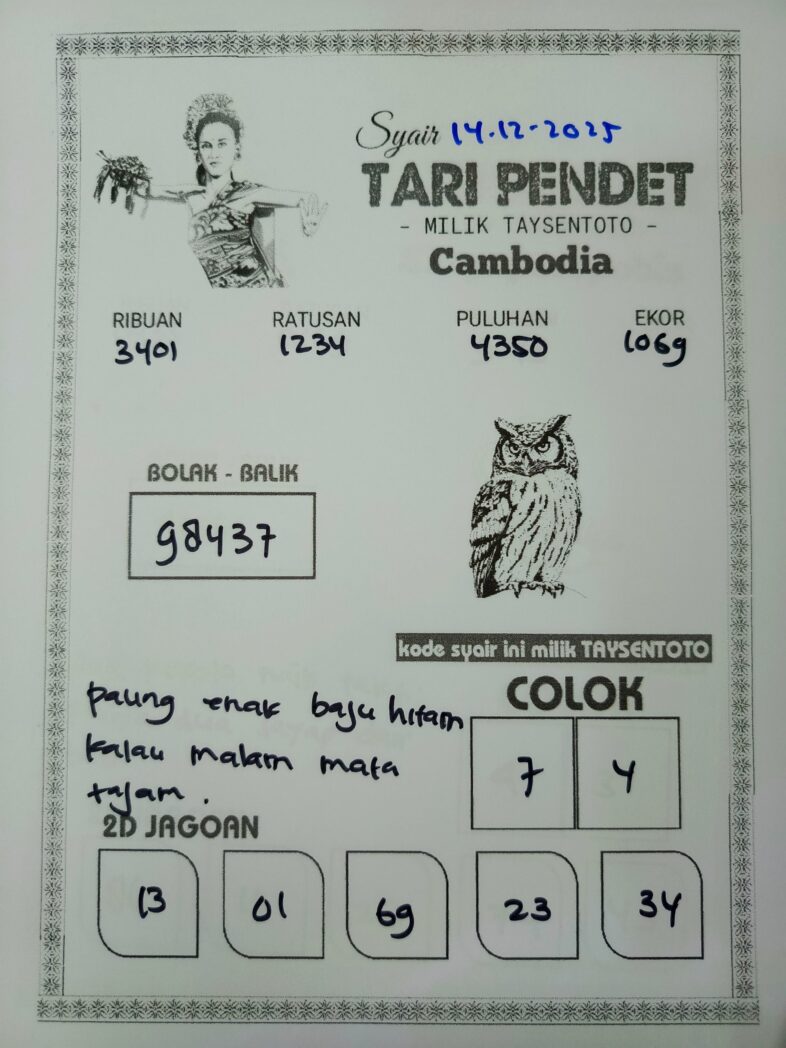 Syair 14.12-2025
TARI PENDET
- MILIK TAYSENTOTO -
Cambodia
RIBUAN RATUSAN PULUHAN EKOR
3401 1234 4350 1069
BOLAK - BALIK
98437
kode syair ini milik TAYSENTOTO
paung enak baju hitam
kalau malam mata
tajam.
COLOK
7 4
2D JAGOAN
13 01 69 23 34